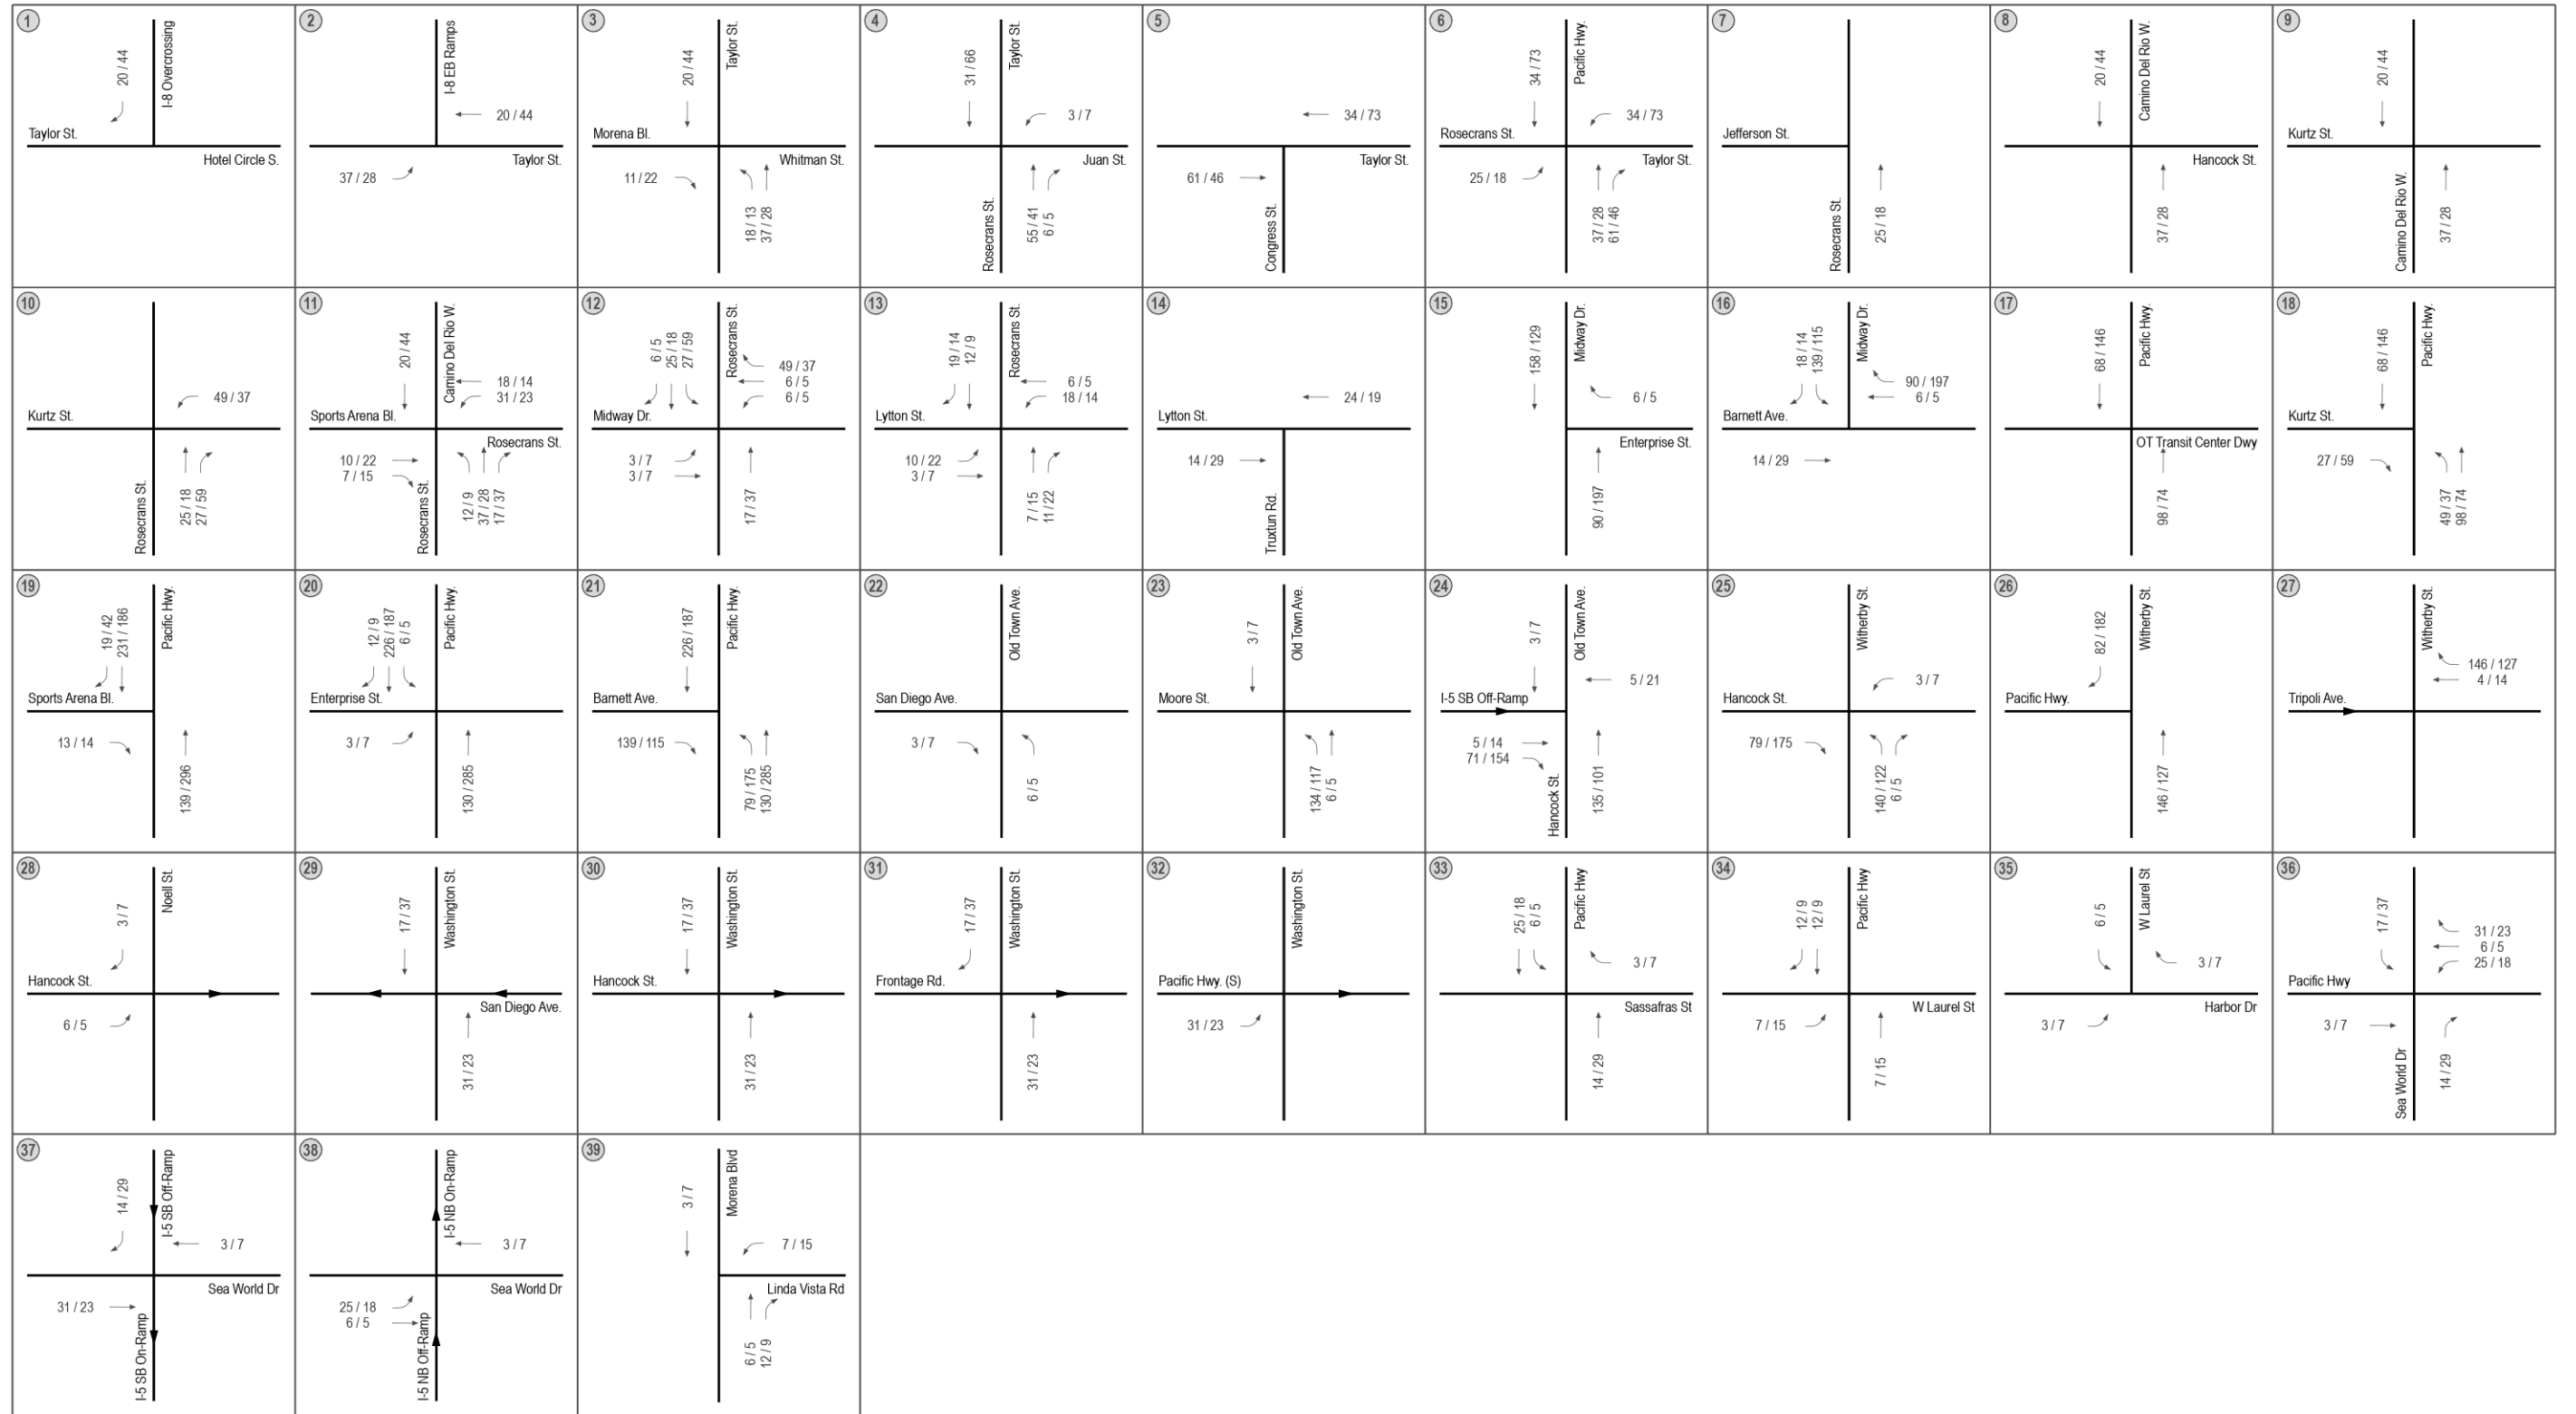 1
20 / 44
I-8 Overcrossing
Taylor St.
Hotel Circle S.
2
I-8 EB Ramps
20 / 44
Taylor St.
37 / 28
3
20 / 44
Taylor St.
Morena Bl.
Whitman St.
11 / 22
18 / 13
37 / 28
4
31 / 66
Taylor St.
3 / 7
Juan St.
Rosecrans St.
55 / 41
6 / 5
5
34 / 73
Taylor St.
61 / 46
Congress St.
6
34 / 73
Pacific Hwy.
34 / 73
Rosecrans St.
Taylor St.
25 / 18
37 / 28
61 / 46
7
Jefferson St.
Rosecrans St.
25 / 18
8
20 / 44
Camino Del Rio W.
Hancock St.
37 / 28
9
20 / 44
Kurtz St.
Camino Del Rio W.
37 / 28
10
49 / 37
Kurtz St.
Rosecrans St.
25 / 18
27 / 59
11
20 / 44
Camino Del Rio W.
18 / 14
31 / 23
Sports Arena Bl.
Rosecrans St.
10 / 22
7 / 15
Rosecrans St.
12 / 9
37 / 28
17 / 37
12
6 / 5
25 / 18
27 / 59
Rosecrans St.
49 / 37
6 / 5
6 / 5
Midway Dr.
3 / 7
3 / 7
17 / 37
13
19 / 14
12 / 9
Rosecrans St.
6 / 5
18 / 14
Lytton St.
10 / 22
3 / 7
7 / 15
11 / 22
14
24 / 19
Lytton St.
14 / 29
Truxtun Rd.
15
158 / 129
Midway Dr.
6 / 5
Enterprise St.
90 / 197
16
18 / 14
139 / 115
Midway Dr.
90 / 197
6 / 5
Barnett Ave.
14 / 29
17
68 / 146
Pacific Hwy.
OT Transit Center Dwy
98 / 74
18
68 / 146
Pacific Hwy.
Kurtz St.
27 / 59
49 / 37
98 / 74
19
19 / 42
231 / 186
Pacific Hwy.
Sports Arena Bl.
13 / 14
139 / 296
20
12 / 9
226 / 187
6 / 5
Pacific Hwy.
Enterprise St.
3 / 7
130 / 285
21
226 / 187
Pacific Hwy.
Barnett Ave.
139 / 115
79 / 175
130 / 285
22
Old Town Ave.
San Diego Ave.
3 / 7
6 / 5
23
3 / 7
Old Town Ave.
Moore St.
134 / 117
6 / 5
24
3 / 7
Old Town Ave.
5 / 21
I-5 SB Off-Ramp
5 / 14
71 / 154
Hancock St.
135 / 101
25
Witherby St.
3 / 7
Hancock St.
79 / 175
140 / 122
6 / 5
26
82 / 182
Witherby St.
Pacific Hwy.
146 / 127
27
Witherby St.
146 / 127
4 / 14
Tripoli Ave.
28
3 / 7
Noell St.
Hancock St.
6 / 5
29
17 / 37
Washington St.
San Diego Ave.
31 / 23
30
17 / 37
Washington St.
Hancock St.
31 / 23
31
17 / 37
Washington St.
Frontage Rd.
31 / 23
32
Washington St.
Pacific Hwy. (S)
31 / 23
33
25 / 18
6 / 5
Pacific Hwy
3 / 7
Sassafras St
14 / 29
34
12 / 9
12 / 9
Pacific Hwy
W Laurel St
7 / 15
7 / 15
35
6 / 5
W Laurel St
3 / 7
Harbor Dr
3 / 7
36
17 / 37
31 / 23
6 / 5
25 / 18
Pacific Hwy
3 / 7
Sea World Dr
14 / 29
37
14 / 29
I-5 SB Off-Ramp
3 / 7
Sea World Dr
31 / 23
I-5 SB On-Ramp
38
I-5 NB On-Ramp
3 / 7
Sea World Dr
25 / 18
6 / 5
I-5 NB Off-Ramp
39
3 / 7
Morena Blvd
7 / 15
Linda Vista Rd
6 / 5
12 / 9